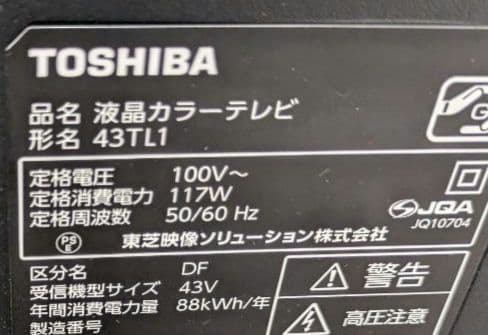 TOSHIBA
品名 液晶カラーテレビ
形名 43TL1
定格電圧 100V～
定格消費電力 117W
定格周波数 50/60 Hz
JQA
JQ10704
PS
E
東芝映像ソリューション株式会社
区分名 DF
受信機型サイズ 43V
年間消費電力量 88kWh/年
製造番号
警告
高圧注意